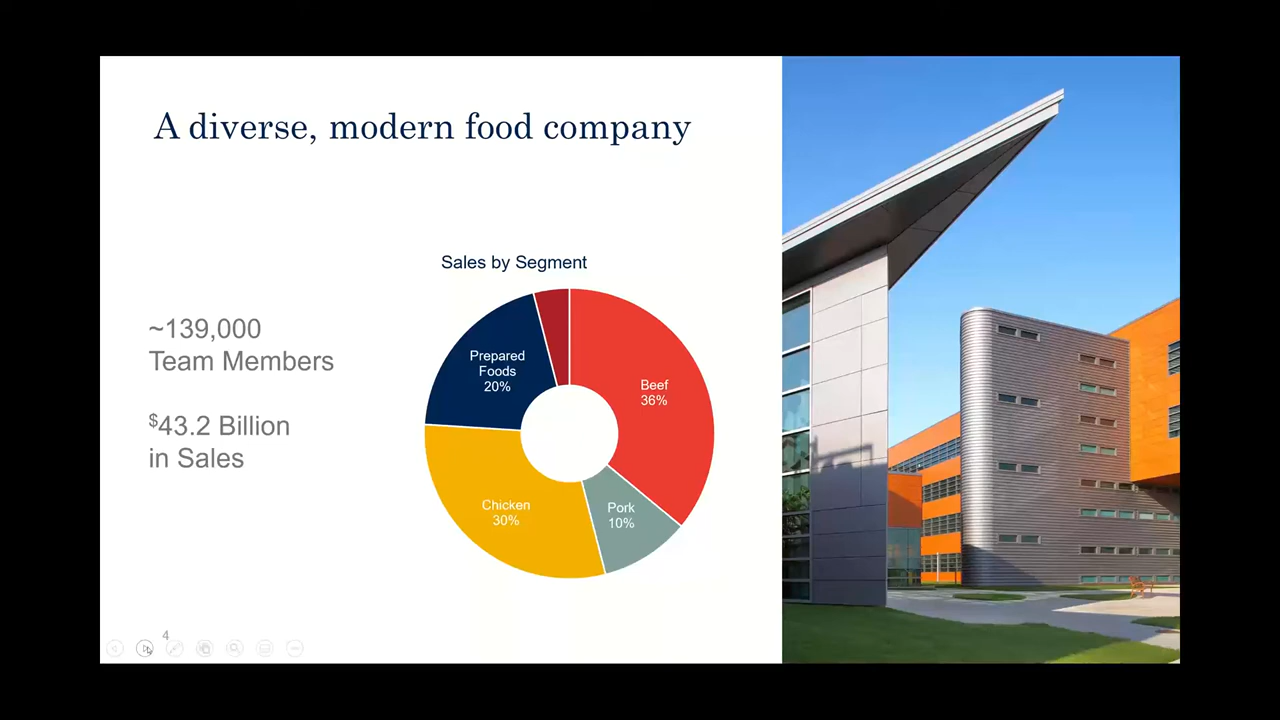 A diverse, modern food company
~139,000
Team Members
$43.2 Billion
in Sales
Sales by Segment
Prepared
Foods
20%
Beef
36%
Chicken
30%
Pork
10%
4